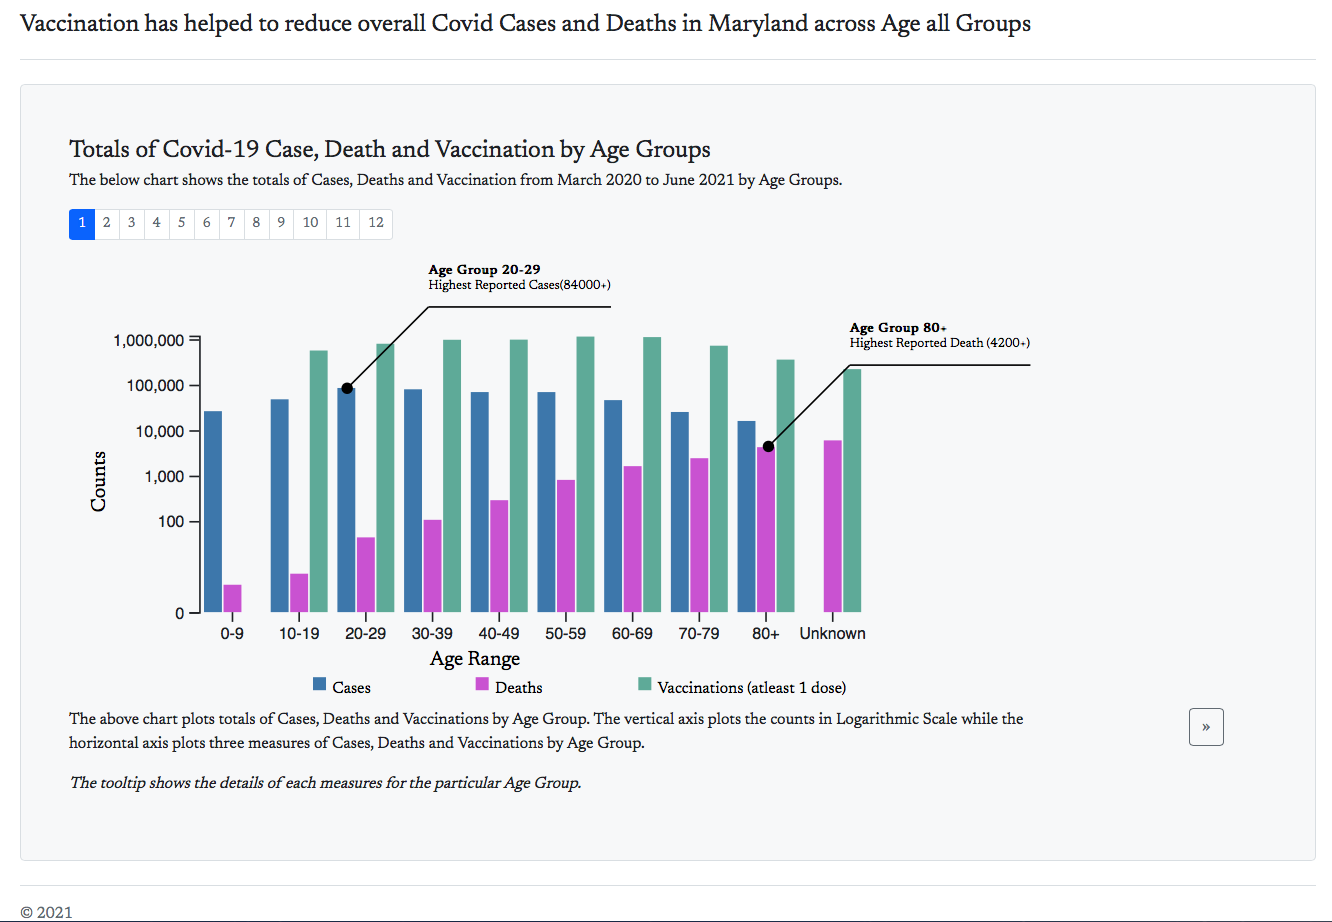 Vaccination has helped to reduce overall Covid Cases and Deaths in Maryland across Age all Groups
Totals of Covid-19 Case, Death and Vaccination by Age Groups
The below chart shows the totals of Cases, Deaths and Vaccination from March 2020 to June 2021 by Age Groups.
1 2 3 4 5 6 7 8 9 10 11 12
Age Group 20-29
Highest Reported Cases(84000+)
Age Group 80+
Highest Reported Death (4200+)
1,000,000
100,000
10,000
1,000
100
0
Counts
0-9 10-19 20-29 30-39 40-49 50-59 60-69 70-79 80+ Unknown
Age Range
Cases Deaths Vaccinations (atleast 1 dose)
The above chart plots totals of Cases, Deaths and Vaccinations by Age Group. The vertical axis plots the counts in Logarithmic Scale while the
horizontal axis plots three measures of Cases, Deaths and Vaccinations by Age Group.
»
The tooltip shows the details of each measures for the particular Age Group.
© 2021